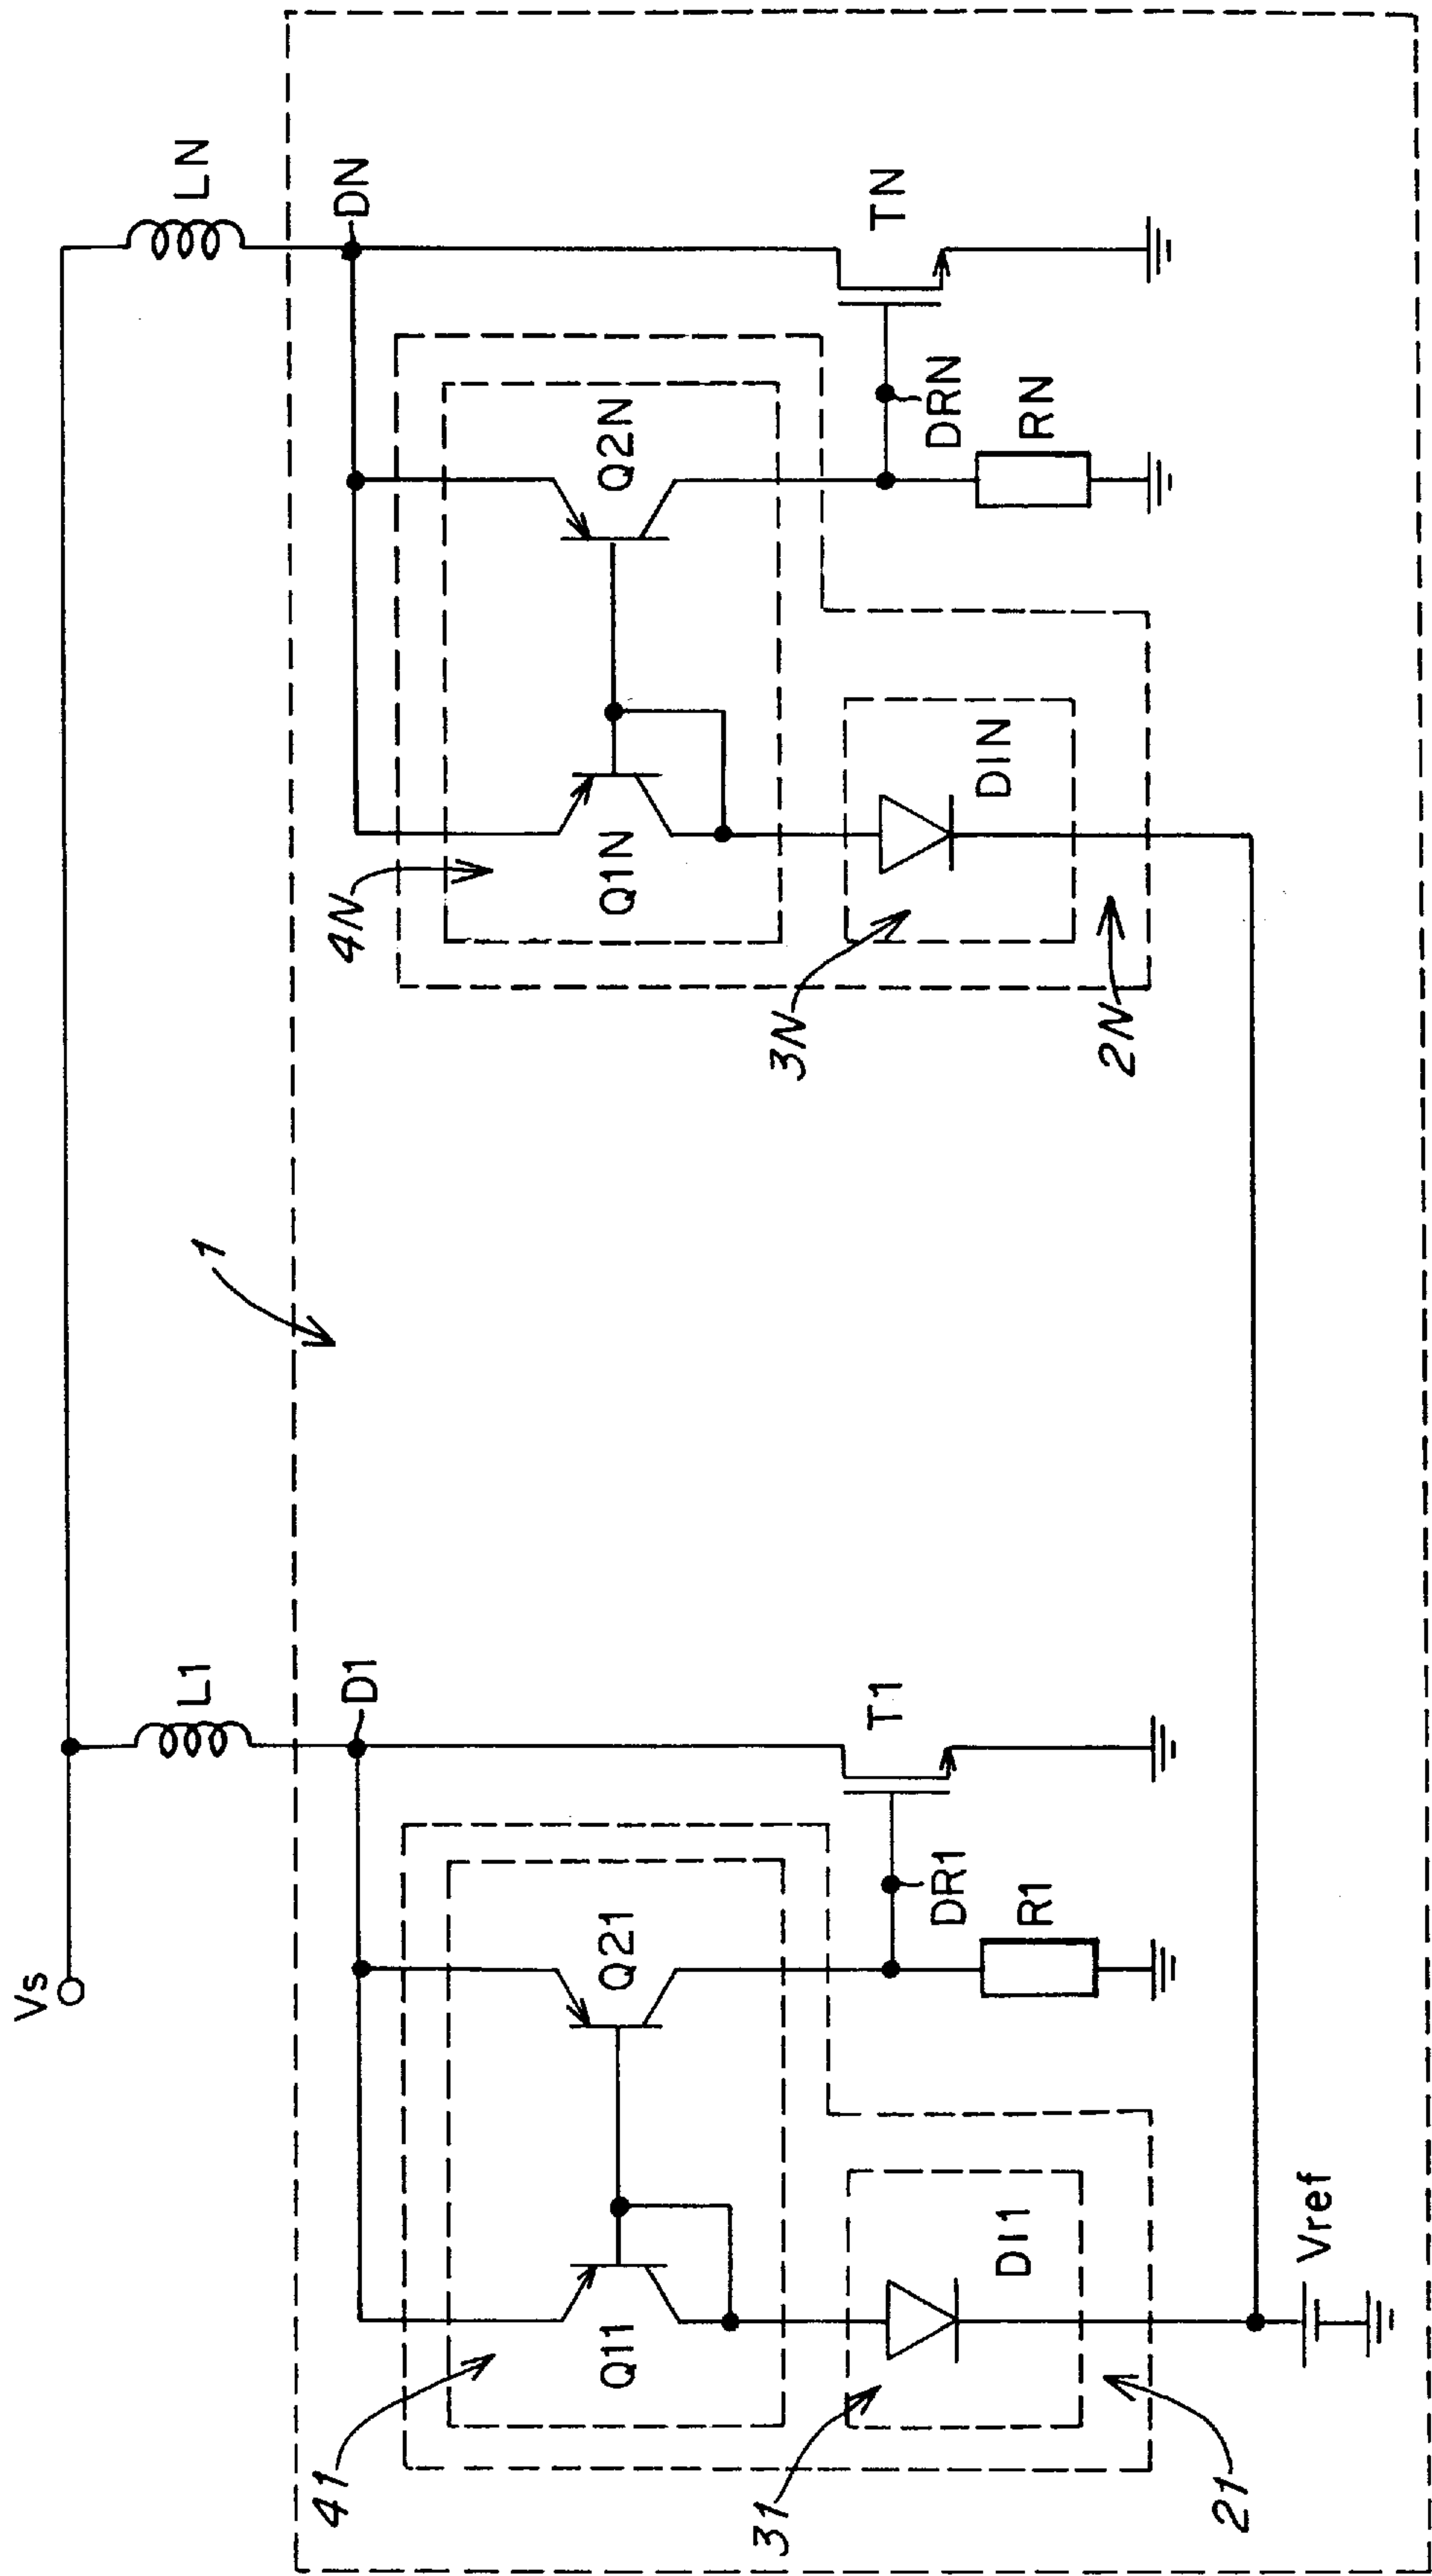 Vs
L1
LN
1
D1
DN
41
Q11
Q21
4N
Q1N
Q2N
T1
TN
31
DI1
DR1
R1
3N
DIN
DRN
RN
21
2N
Vref